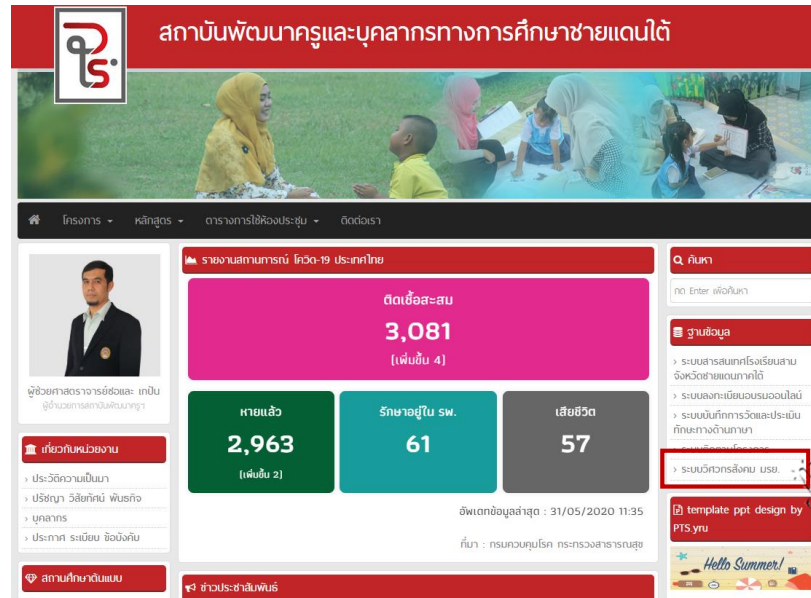 สถาบันพัฒนาครูและบุคลากรทางการศึกษาชายแดนใต้
โครงการ
หลักสูตร
ตารางการใช้ห้องประชุม
ติดต่อเรา
ผู้ช่วยศาสตราจารย์ซอและ เกปัน
ผู้อำนวยการสถาบันพัฒนาครูฯ
เกี่ยวกับหน่วยงาน
› ประวัติความเป็นมา
› ปรัชญา วิสัยทัศน์ พันธกิจ
› บุคลากร
› ประกาศ ระเบียบ ข้อบังคับ
สถานศึกษาต้นแบบ
รายงานสถานการณ์ โควิด-19 ประเทศไทย
ติดเชื้อสะสม
3,081
(เพิ่มขึ้น 4)
หายแล้ว
2,963
(เพิ่มขึ้น 2)
รักษาอยู่ใน รพ.
61
เสียชีวิต
57
อัพเดทข้อมูลล่าสุด : 31/05/2020 11:35
ที่มา : กรมควบคุมโรค กระทรวงสาธารณสุข
ข่าวประชาสัมพันธ์
ค้นหา
กด Enter เพื่อค้นหา
ฐานข้อมูล
› ระบบสารสนเทศโรงเรียนสาม
จังหวัดชายแดนภาคใต้
› ระบบลงทะเบียนอบรมออนไลน์
› ระบบบันทึกการวัดและประเมิน
ทักษะทางด้านภาษา
› ระบบวิศวกรสังคม มรย.
template ppt design by
PTS.yru
Hello Summer!